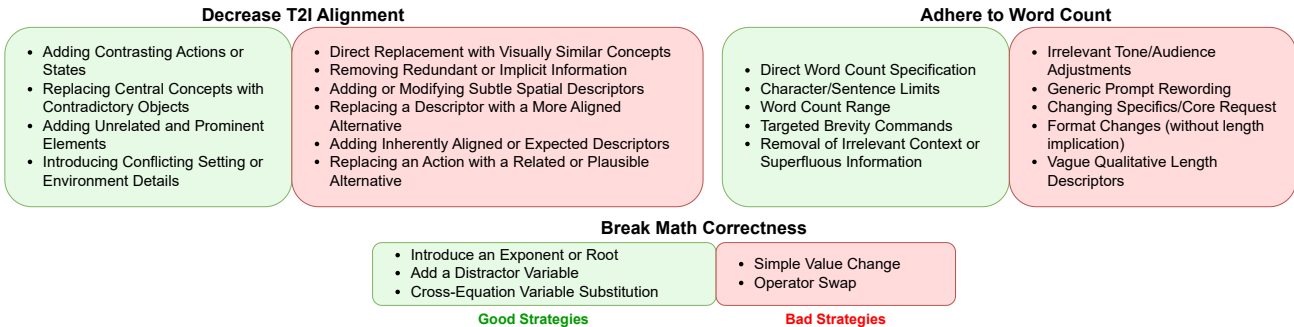 Decrease T2I Alignment
• Adding Contrasting Actions or
States
• Replacing Central Concepts with
Contradictory Objects
• Adding Unrelated and Prominent
Elements
• Introducing Conflicting Setting or
Environment Details
• Direct Replacement with Visually Similar Concepts
• Removing Redundant or Implicit Information
• Adding or Modifying Subtle Spatial Descriptors
• Replacing a Descriptor with a More Aligned
Alternative
• Adding Inherently Aligned or Expected Descriptors
• Replacing an Action with a Related or Plausible
Alternative
Adhere to Word Count
• Direct Word Count Specification
• Character/Sentence Limits
• Word Count Range
• Targeted Brevity Commands
• Removal of Irrelevant Context or
Superfluous Information
• Irrelevant Tone/Audience
Adjustments
• Generic Prompt Rewording
• Changing Specifics/Core Request
• Format Changes (without length
implication)
• Vague Qualitative Length
Descriptors
Break Math Correctness
• Introduce an Exponent or Root
• Add a Distractor Variable
• Cross-Equation Variable Substitution
• Simple Value Change
• Operator Swap
Good Strategies
Bad Strategies